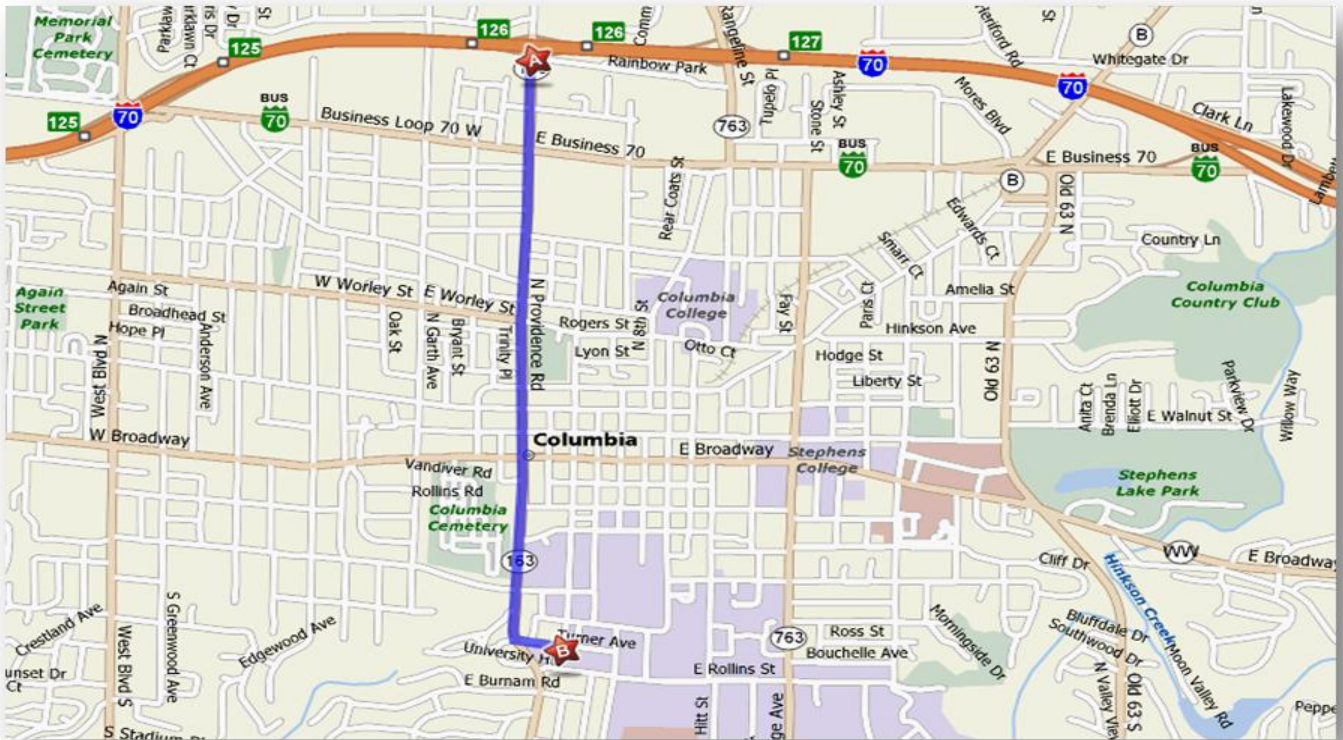 Memorial
Park
Cemetery
Dr
St
126
126
125
127
A
Rainbow Park
Rangeline St
Tupelo Pl
Ashley St
Stone St
70
70
B
Whitegate Dr
Mores Blvd
Clark Ln
Lakewood Dr
125
70
BUS
70
Business Loop 70 W
E Business 70
763
BUS
70
E Business 70
BUS
70
B
Old 63 N
Rear Coats St
Edwards Ct
Smarr Ct
Country Ln
Again
Street
Park
Again St
Broadhead St
Hope Pl
Anderson Ave
West Blvd N
W Worley St
E Worley St
Oak St
N Garth Ave
Bryant St
Trinity Pl
N Providence Rd
Rogers St
Lyon St
N 8th St
Columbia
College
Otto Ct
Fay St
Paris Ct
Amelia St
Hinkson Ave
Hodge St
Liberty St
Old 63 N
Columbia
Country Club
Anita Ct
Brenda Ln
Elliott Dr
E Walnut St
Parkview Dr
Willow Way
W Broadway
Columbia
E Broadway
Stephens
College
Stephens
Lake Park
Vandiver Rd
Rollins Rd
Columbia
Cemetery
163
WW
E Broadway
Cliff Dr
Hinkson Creek
Moon Valley Rd
Crestland Ave
S Greenwood Ave
Edgewood Ave
West Blvd S
Turner Ave
University
B
E Burnam Rd
763
Ross St
Bouchelle Ave
E Rollins St
Hitt St
Morningside Dr
Bluffdale Dr
Southwood Dr
N Valley View
Old 63 S
Ct